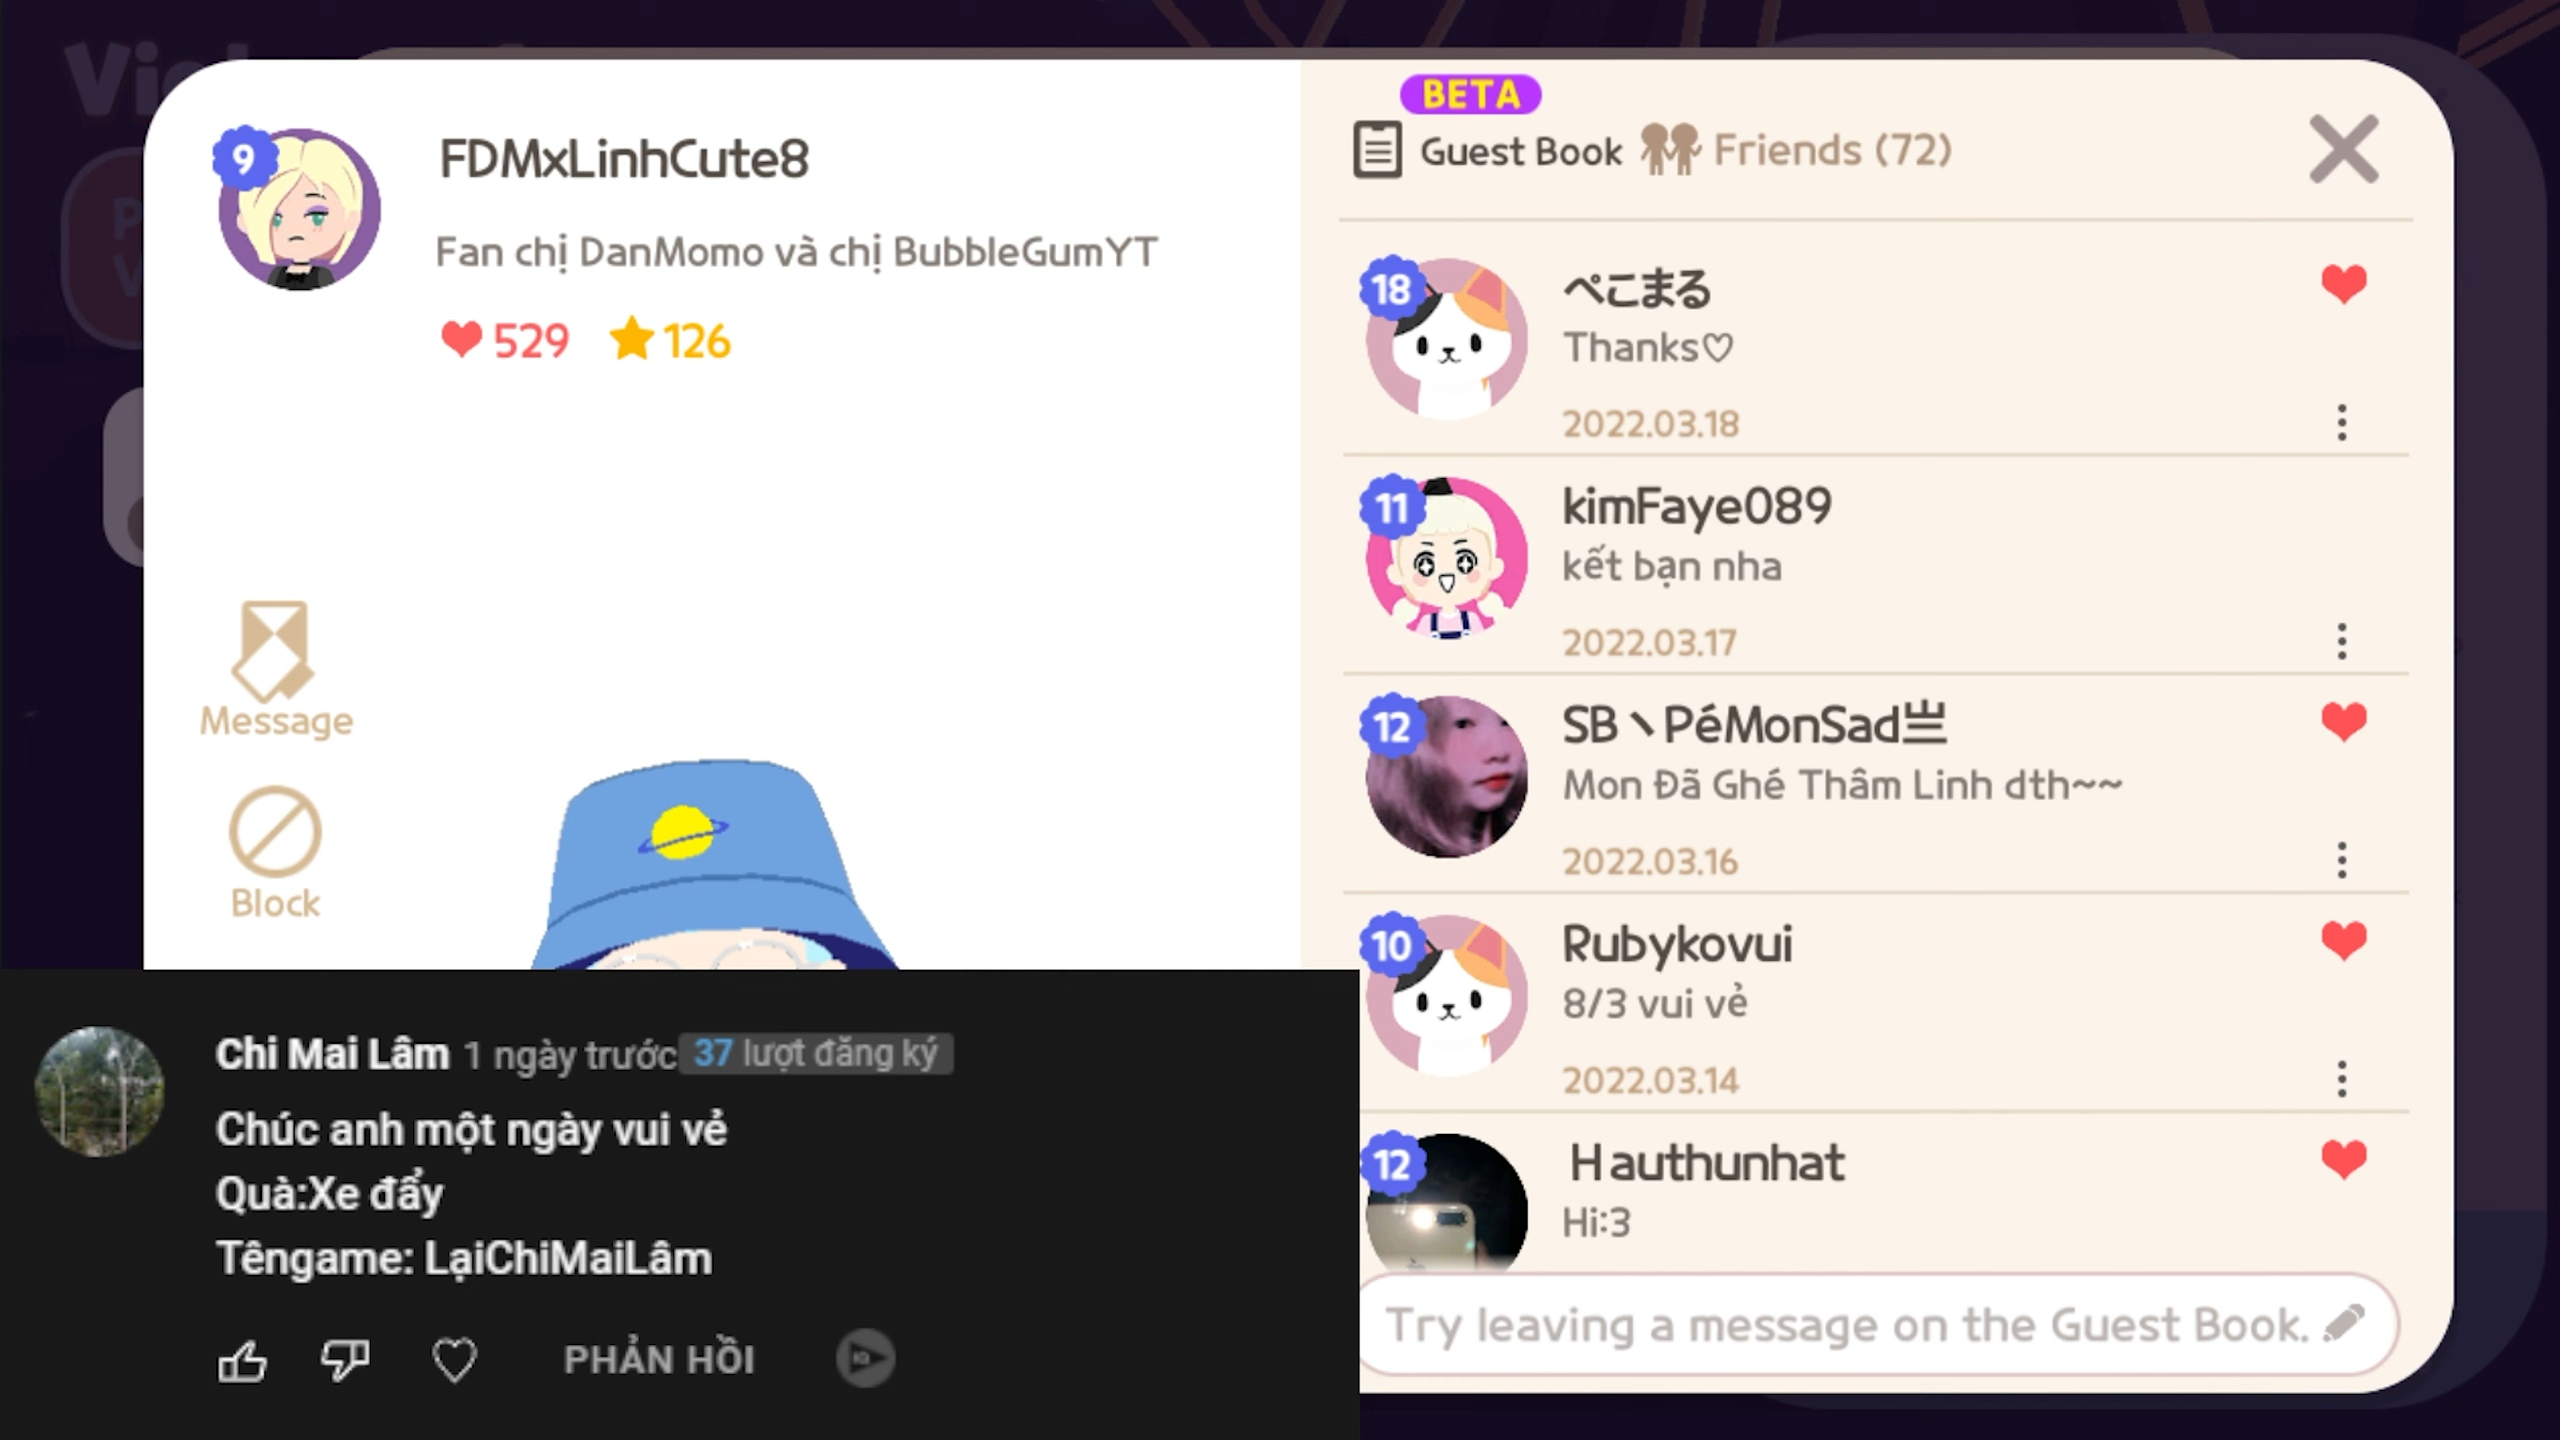 9
FDMxLinhCute8
Fan chị DanMomo và chị BubbleGumYT
529 126
Message
Block
BETA
Guest Book Friends (72)
18
ぺこまる
Thanks♡
2022.03.18
11
kimFaye089
kết bạn nha
2022.03.17
12
SB丶PéMonSad亗
Mon Đã Ghé Thâm Linh dth~~
2022.03.16
10
Rubykovui
8/3 vui vẻ
2022.03.14
12
Hauthunhat
Hi:3
Try leaving a message on the Guest Book.
Chi Mai Lâm 1 ngày trước 37 lượt đăng ký
Chúc anh một ngày vui vẻ
Quà:Xe đẩy
Têngame: LạiChiMaiLâm
PHẢN HỒI